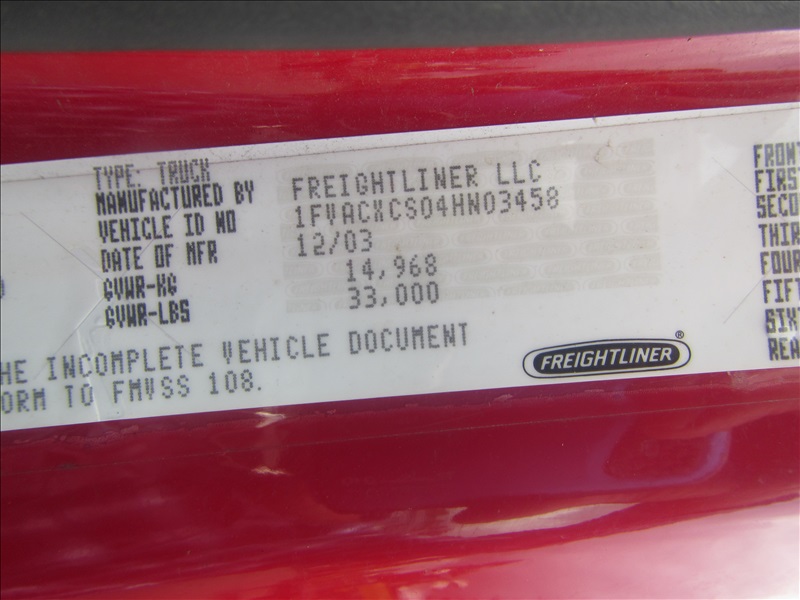 TYPE: TRUCK
MANUFACTURED BY FREIGHTLINER LLC
VEHICLE ID NO 1FVACXCS04HN03458
DATE OF MFR 12/03
GVWR-KG 14,968
GVWR-LBS 33,000
HE INCOMPLETE VEHICLE DOCUMENT
ORM TO FMVSS 108.
FREIGHTLINER®
FRONT
FIRS
SECO
THIR
FOUR
FIFT
SIXT
REA